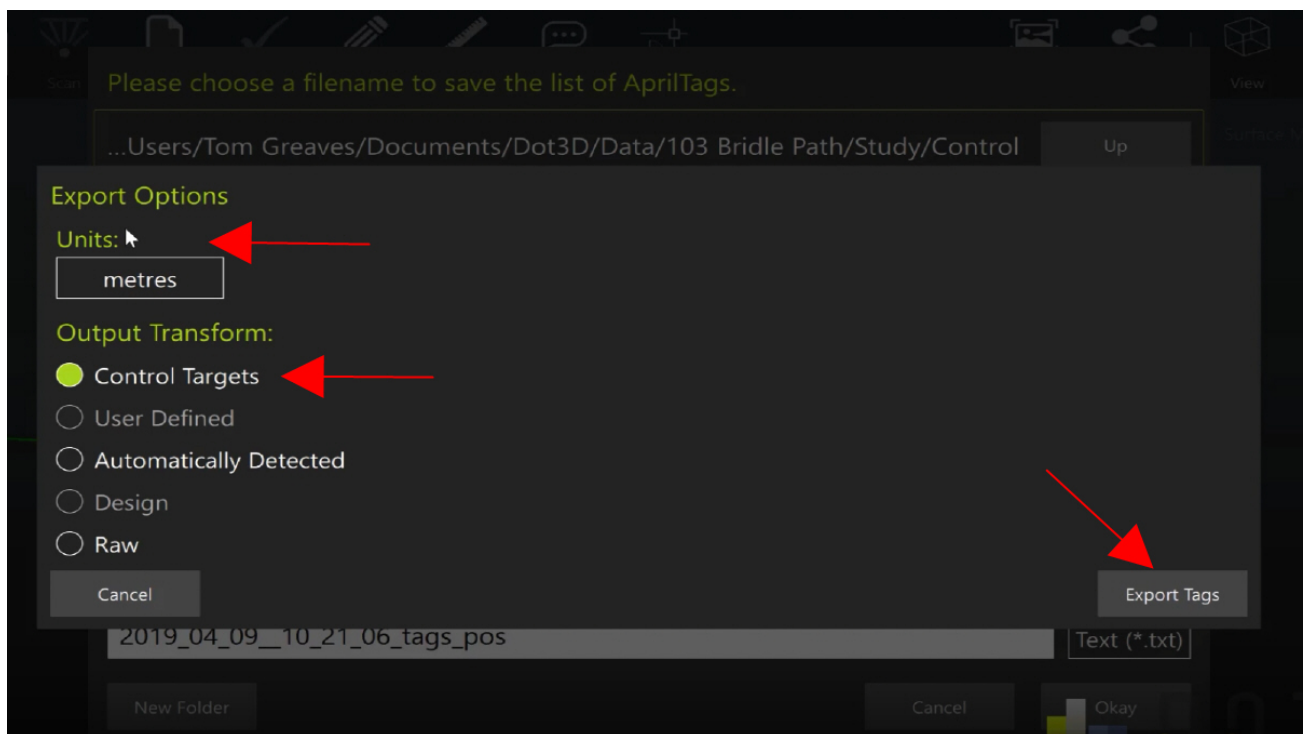 Scan
View
Please choose a filename to save the list of AprilTags.
...Users/Tom Greaves/Documents/Dot3D/Data/103 Bridle Path/Study/Control
Up
Export Options
Units:
metres
Output Transform:
Control Targets
User Defined
Automatically Detected
Design
Raw
Cancel
Export Tags
2019_04_09__10_21_06_tags_pos
Text (*.txt)
New Folder
Cancel
Okay